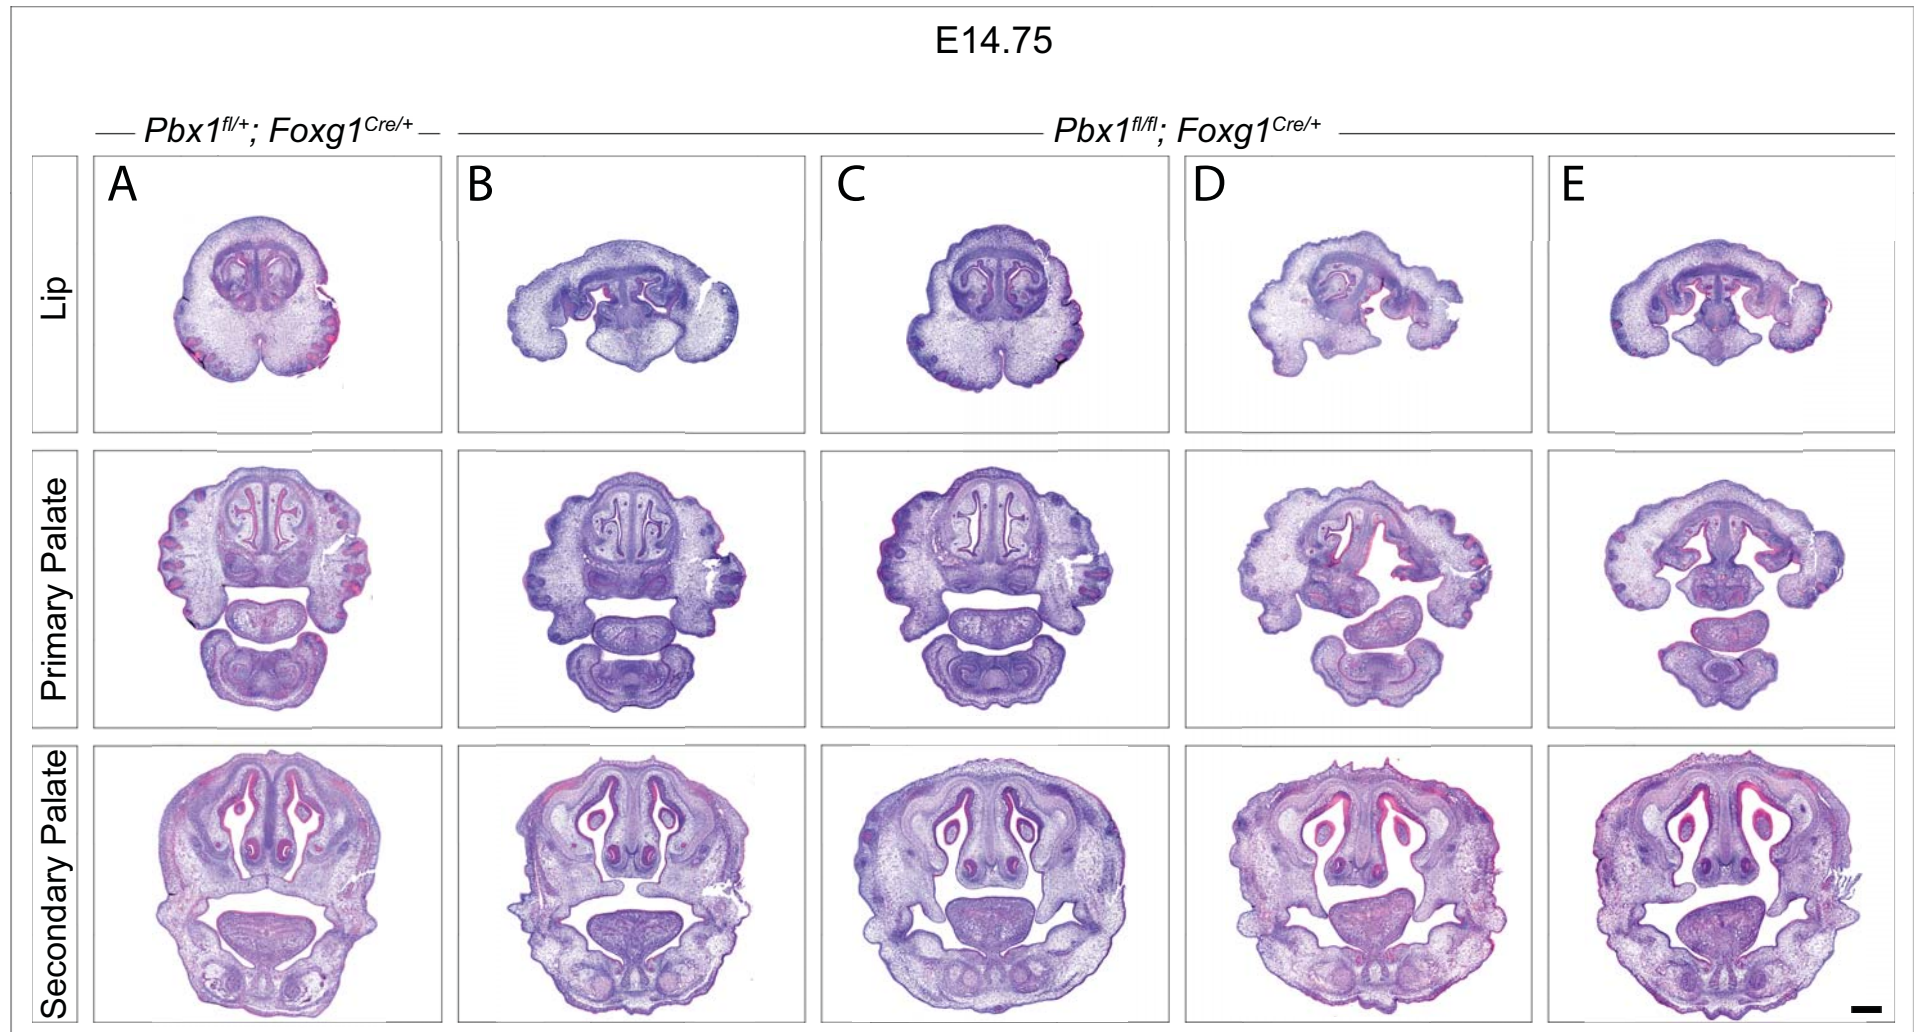 E14.75
Pbx1fl/+; Foxg1Cre/+
Pbx1fl/fl; Foxg1Cre/+
Lip
A
B
C
D
E
Primary Palate
Secondary Palate